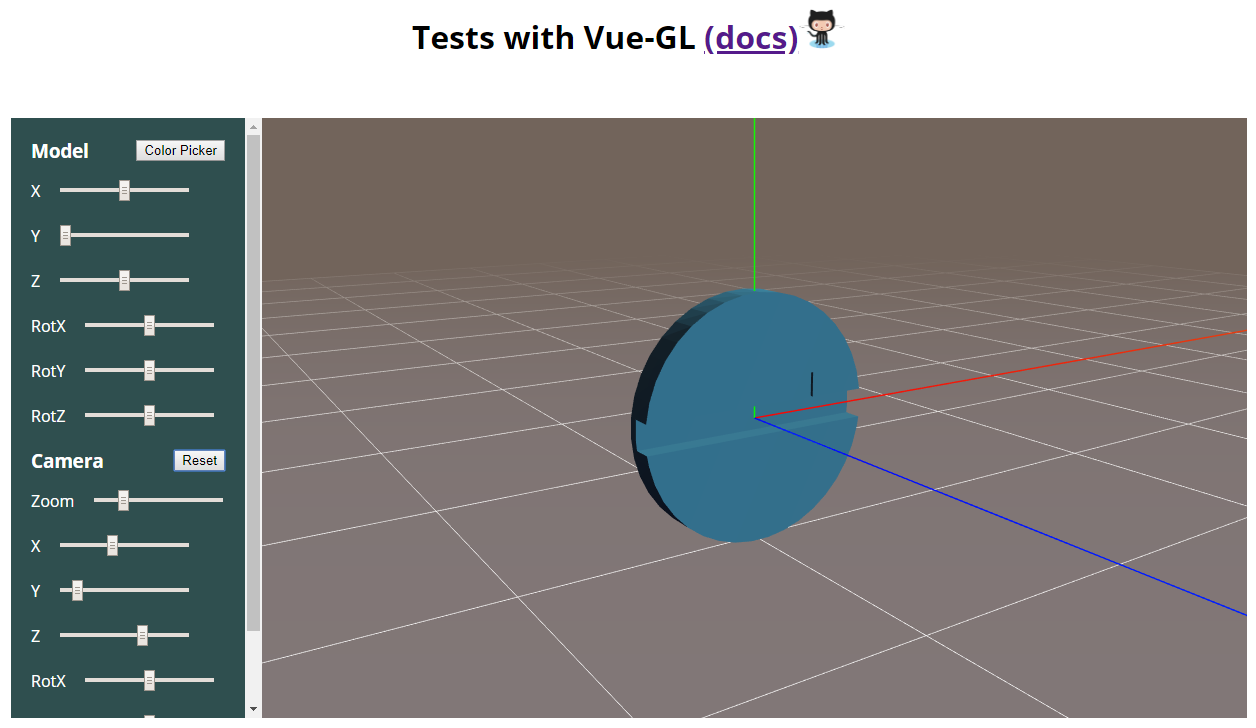 Tests with Vue-GL (docs)
Model
Color Picker
X
Y
Z
RotX
RotY
RotZ
Camera
Reset
Zoom
X
Y
Z
RotX